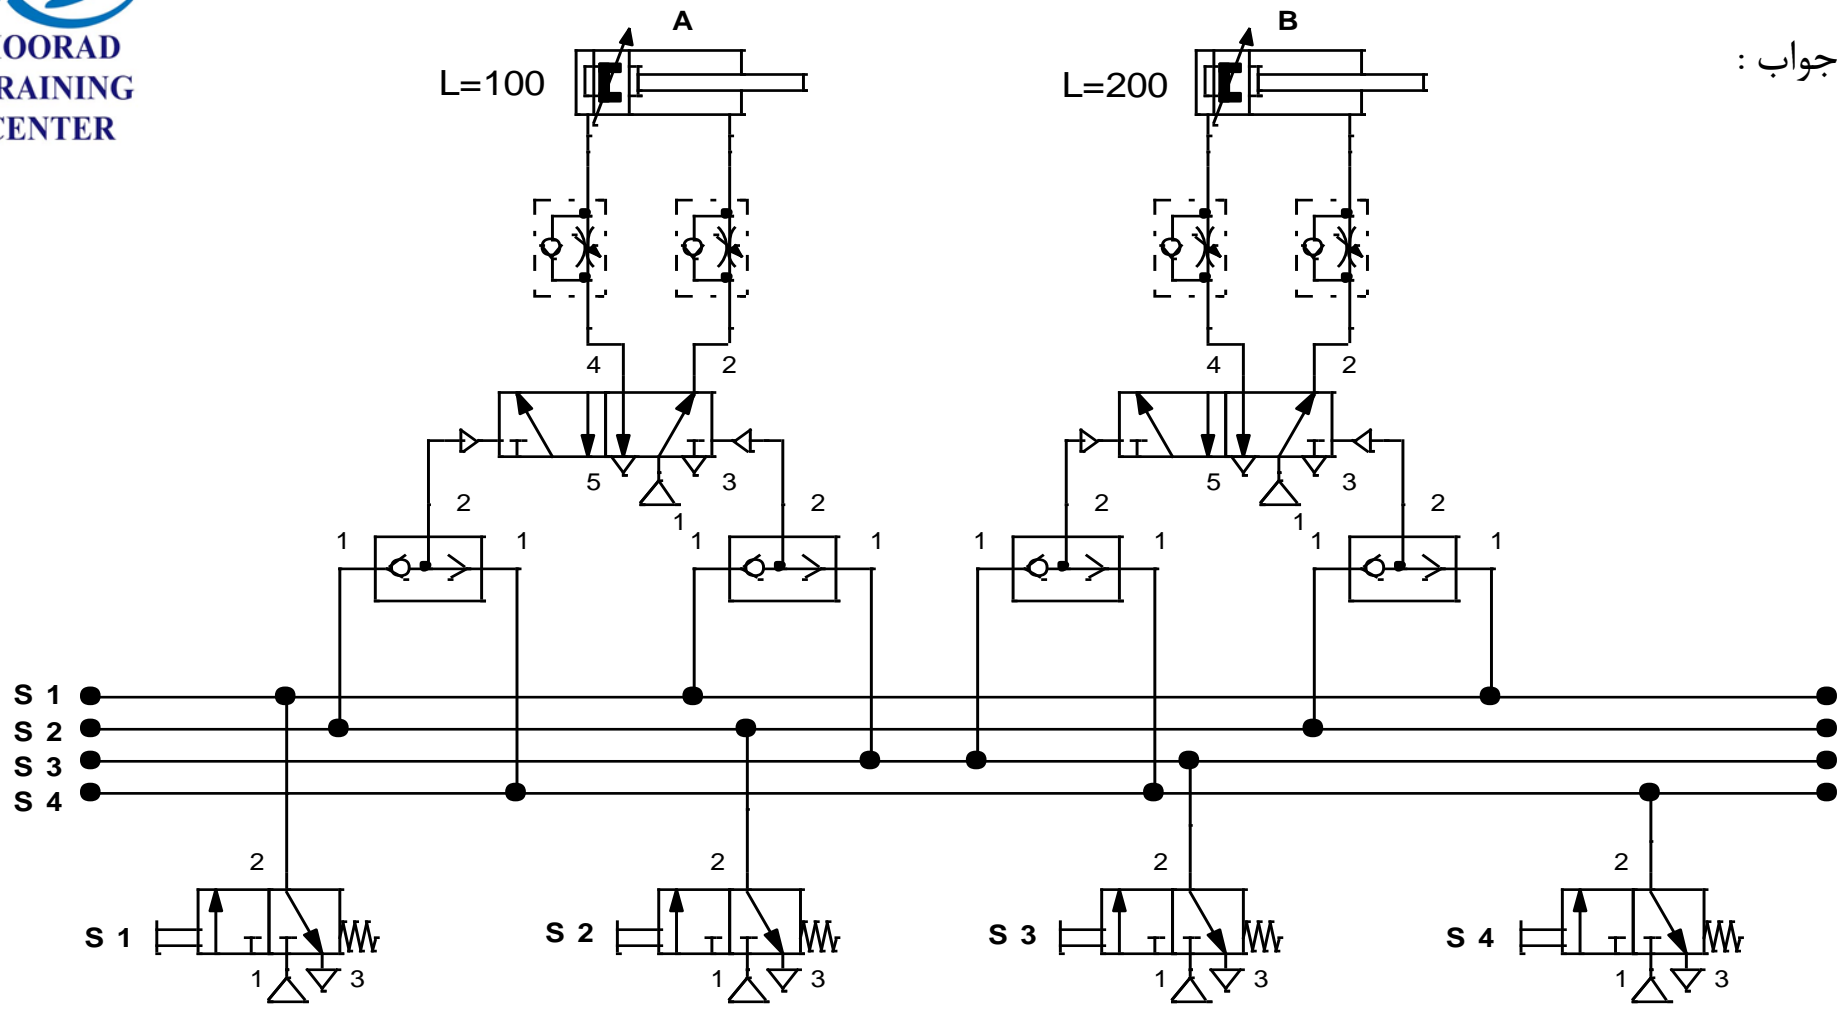 OORAD
RAINING
CENTER
A
B
جواب :
L=100
L=200
4 2 4 2
5 3 5 3
1 1
2 2 2 2
1 1 1 1 1 1 1 1
S 1
S 2
S 3
S 4
2 2 2 2
S 1 S 2 S 3 S 4
1 3 1 3 1 3 1 3